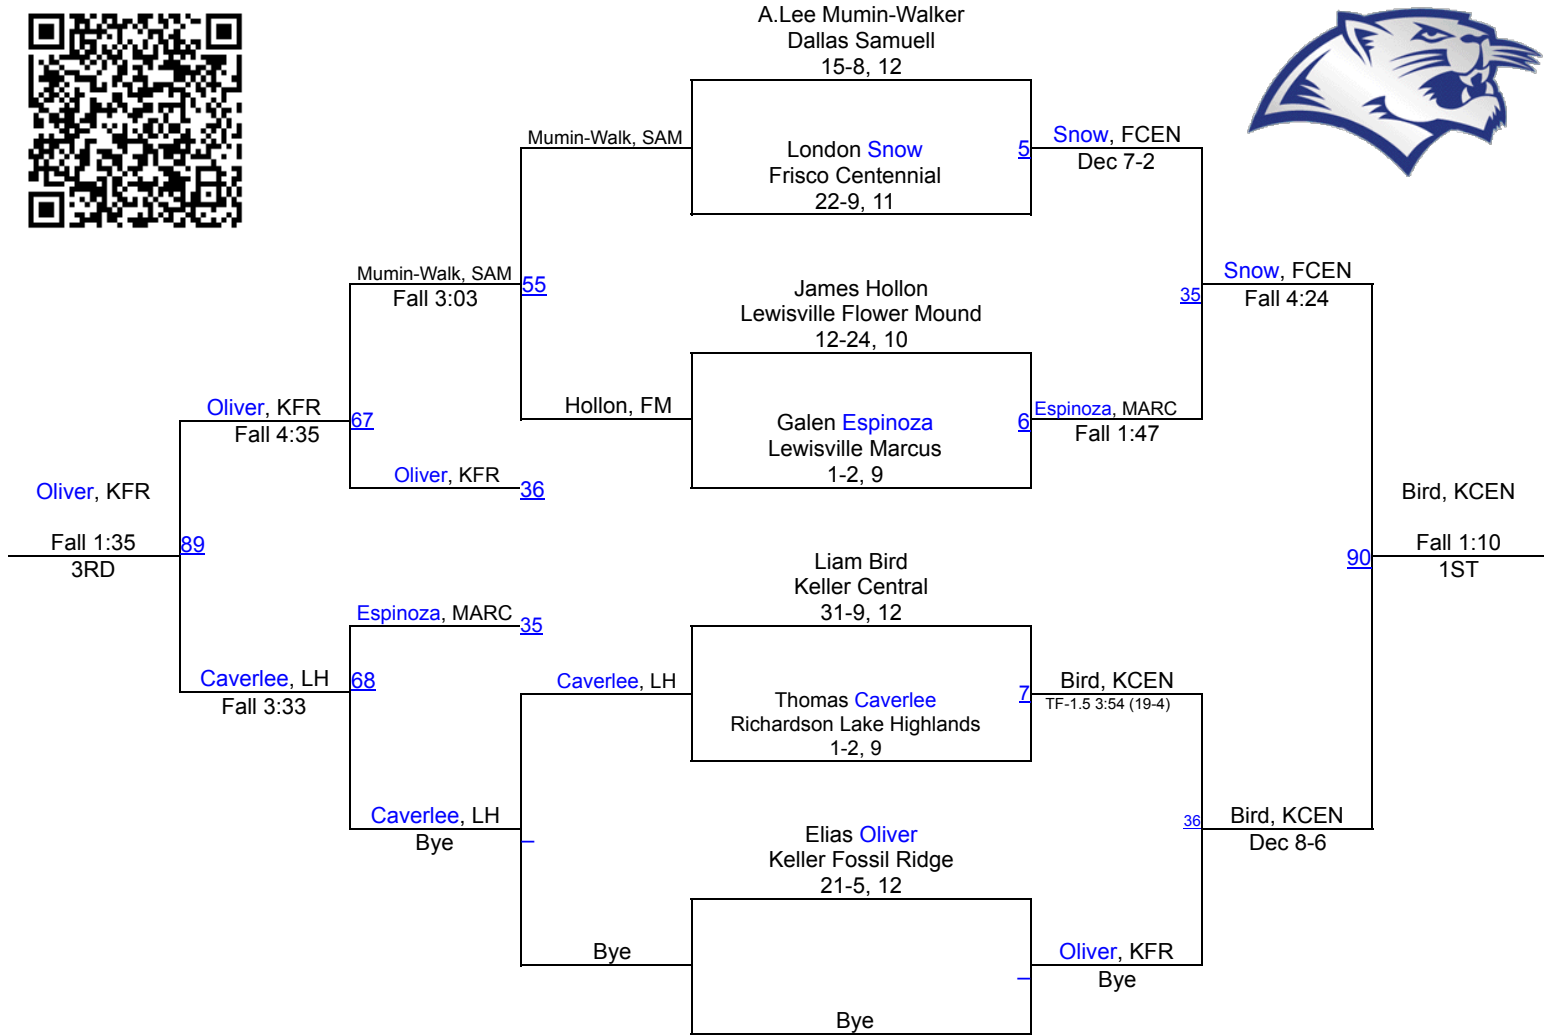 A.Lee Mumin-Walker
Dallas Samuell
15-8, 12
Mumin-Walk, SAM
London Snow
Frisco Centennial
22-9, 11
5
Snow, FCEN
Dec 7-2
Mumin-Walk, SAM
Fall 3:03
55
James Hollon
Lewisville Flower Mound
12-24, 10
35
Snow, FCEN
Fall 4:24
Oliver, KFR
Fall 4:35
67
Hollon, FM
Galen Espinoza
Lewisville Marcus
1-2, 9
6
Espinoza, MARC
Fall 1:47
Oliver, KFR
36
Oliver, KFR
Fall 1:35
3RD
89
Bird, KCEN
Fall 1:10
1ST
90
Liam Bird
Keller Central
31-9, 12
Espinoza, MARC
35
Caverlee, LH
Fall 3:33
68
Caverlee, LH
Thomas Caverlee
Richardson Lake Highlands
1-2, 9
7
Bird, KCEN
TF-1.5 3:54 (19-4)
Caverlee, LH
Bye
Elias Oliver
Keller Fossil Ridge
21-5, 12
36
Bird, KCEN
Dec 8-6
Bye
Oliver, KFR
Bye
Bye